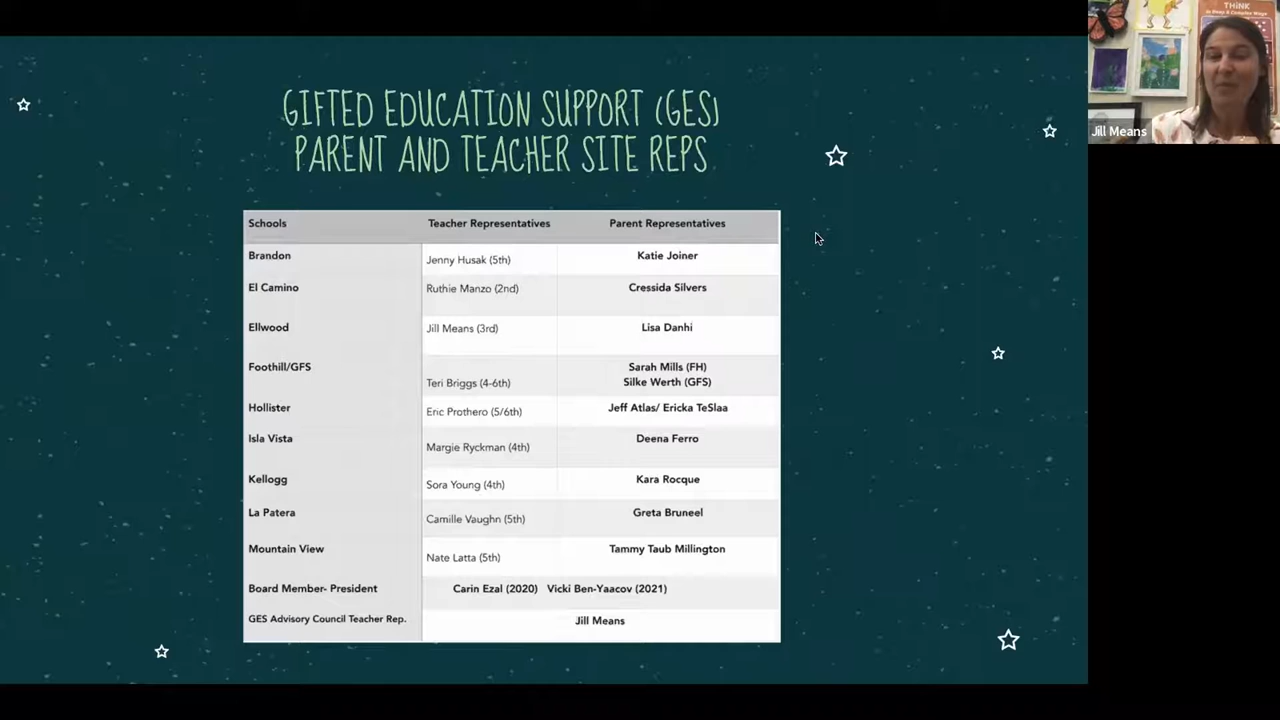 GIFTED EDUCATION SUPPORT (GES)
PARENT AND TEACHER SITE REPS
Schools Teacher Representatives Parent Representatives
Brandon Jenny Husak (5th) Katie Joiner
El Camino Ruthie Manzo (2nd) Cressida Silvers
Ellwood Jill Means (3rd) Lisa Danhi
Foothill/GFS Teri Briggs (4-6th) Sarah Mills (FH)
Silke Werth (GFS)
Hollister Eric Prothero (5/6th) Jeff Atlas/ Ericka TeSlaa
Isla Vista Margie Ryckman (4th) Deena Ferro
Kellogg Sora Young (4th) Kara Rocque
La Patera Camille Vaughn (5th) Greta Bruneel
Mountain View Nate Latta (5th) Tammy Taub Millington
Board Member- President Carin Ezal (2020) Vicki Ben-Yaacov (2021)
GES Advisory Council Teacher Rep. Jill Means
THiNK
in Deep & Complex Ways
Jill Means